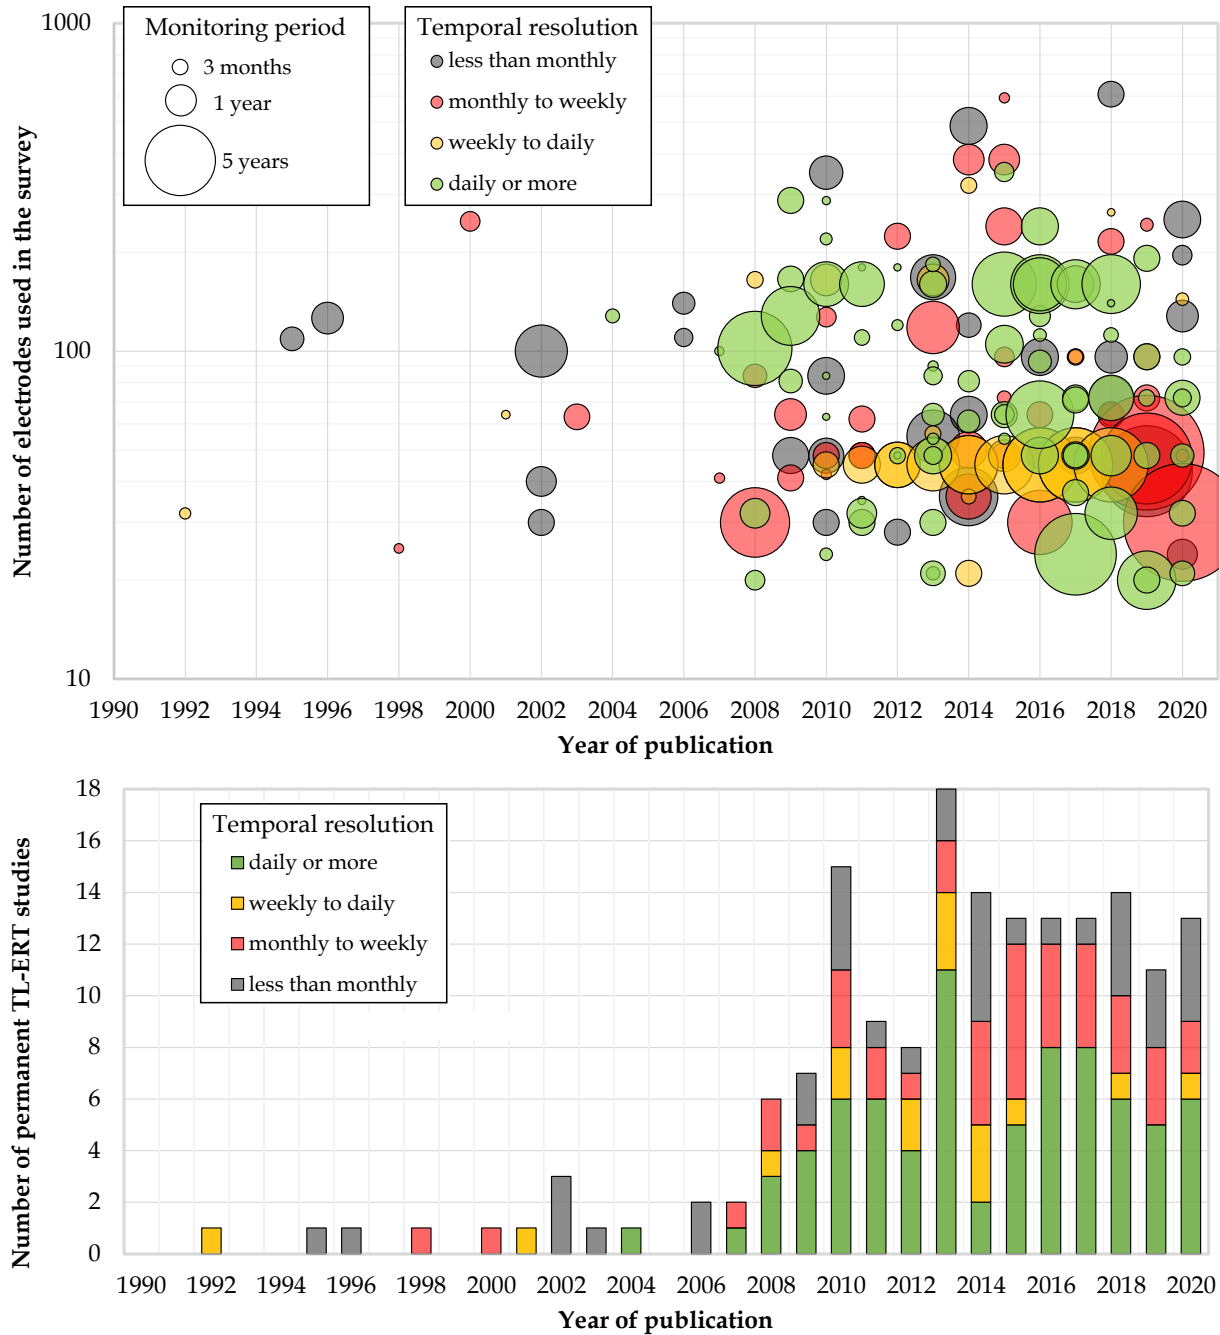 Monitoring period
3 months
1 year
5 years
Temporal resolution
less than monthly
monthly to weekly
weekly to daily
daily or more
Number of electrodes used in the survey
1000
100
10
1990 1992 1994 1996 1998 2000 2002 2004 2006 2008 2010 2012 2014 2016 2018 2020
Year of publication
Number of permanent TL-ERT studies
18
16
14
12
10
8
6
4
2
0
Temporal resolution
daily or more
weekly to daily
monthly to weekly
less than monthly
1990 1992 1994 1996 1998 2000 2002 2004 2006 2008 2010 2012 2014 2016 2018 2020
Year of publication